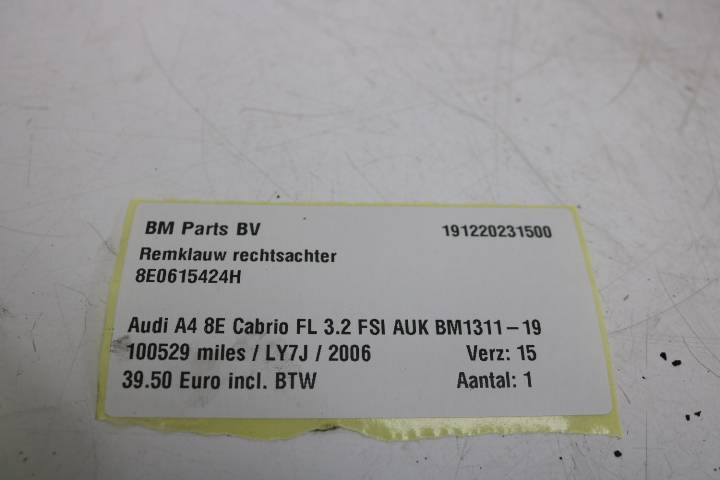 BM Parts BV 191220231500
Remklauw rechtsachter
8E0615424H
Audi A4 8E Cabrio FL 3.2 FSI AUK BM1311-19
100529 miles / LY7J / 2006 Verz: 15
39.50 Euro incl. BTW Aantal: 1